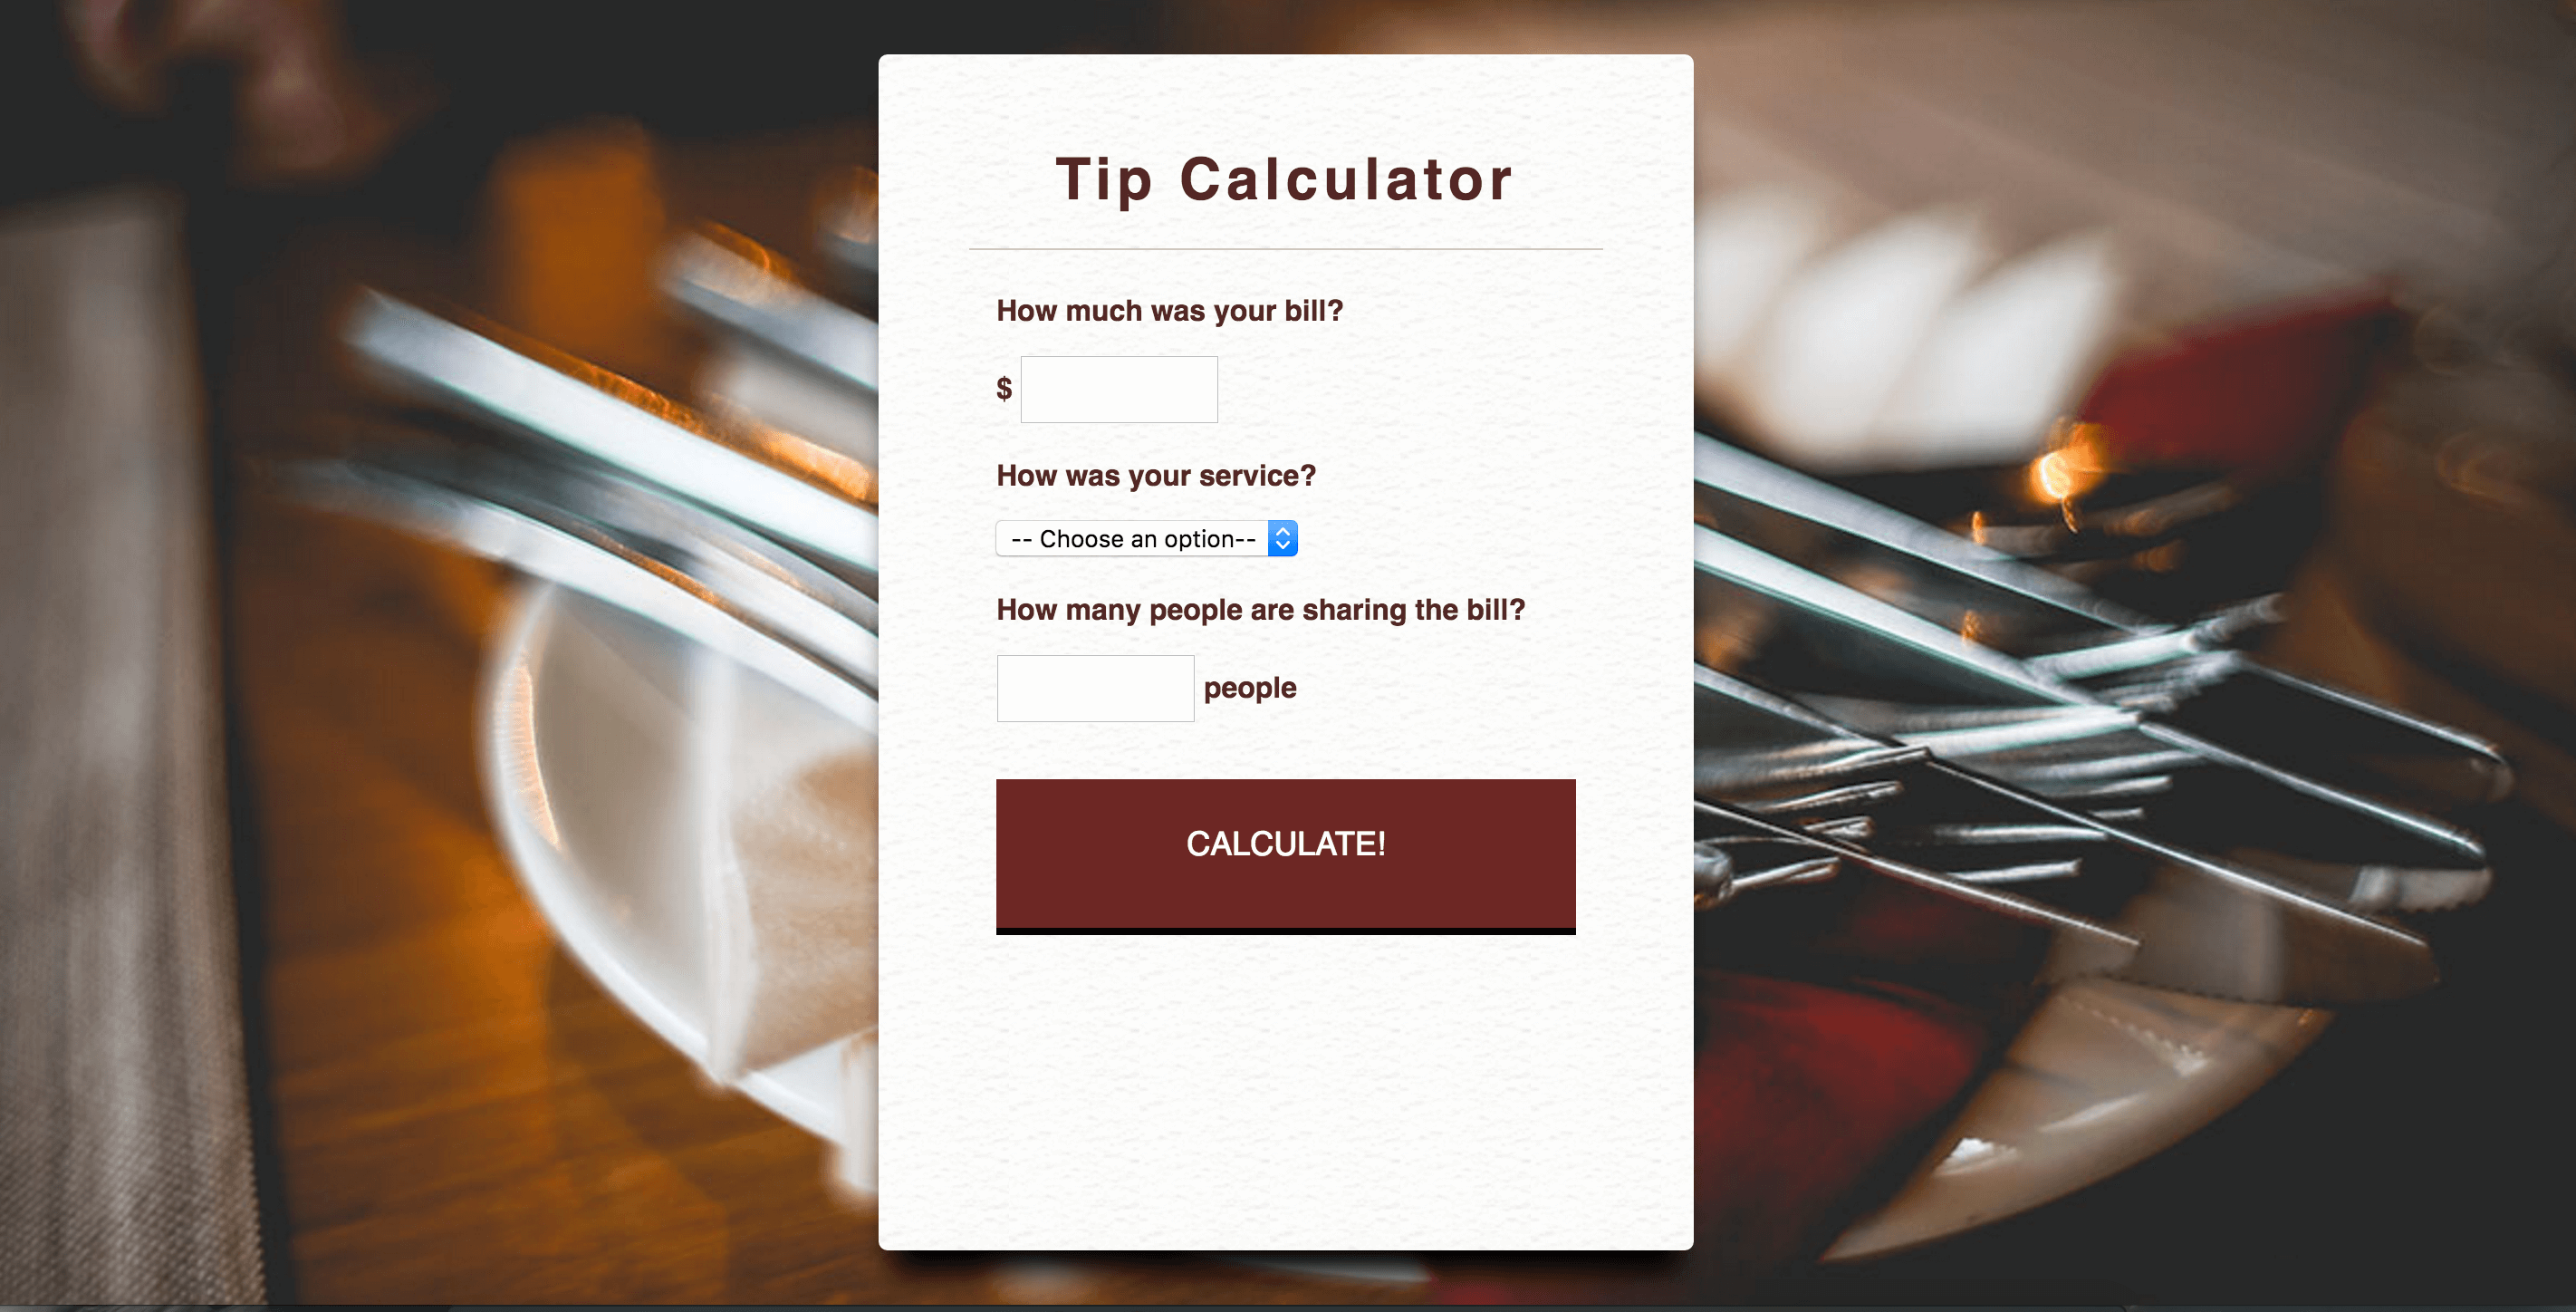 Tip Calculator
How much was your bill?
$
How was your service?
-- Choose an option--
How many people are sharing the bill?
people
CALCULATE!